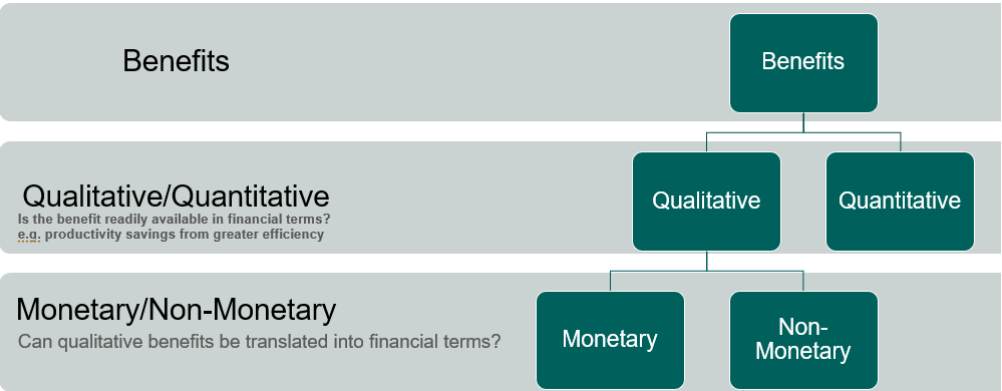 Benefits
Benefits
Qualitative/Quantitative
Is the benefit readily available in financial terms?
e.g. productivity savings from greater efficiency
Qualitative
Quantitative
Monetary/Non-Monetary
Can qualitative benefits be translated into financial terms?
Monetary
Non-
Monetary